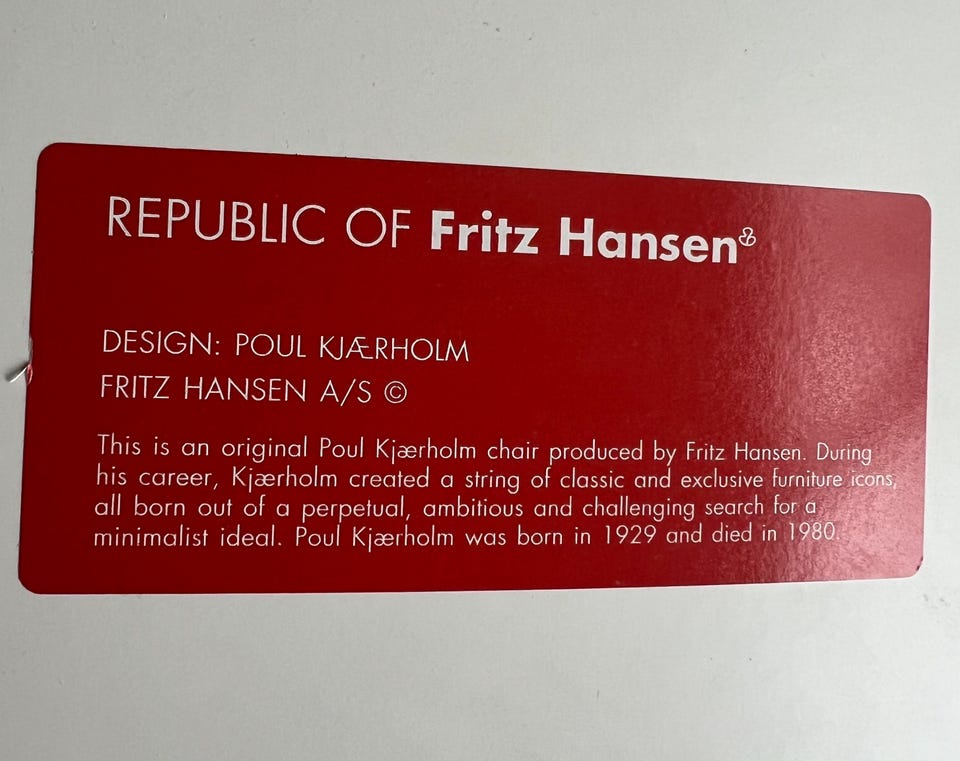 REPUBLIC OF Fritz Hansen
DESIGN: POUL KJÆRHOLM
FRITZ HANSEN A/S ©
This is an original Poul Kjærholm chair produced by Fritz Hansen. During
his career, Kjærholm created a string of classic and exclusive furniture icons,
all born out of a perpetual, ambitious and challenging search for a
minimalist ideal. Poul Kjærholm was born in 1929 and died in 1980.